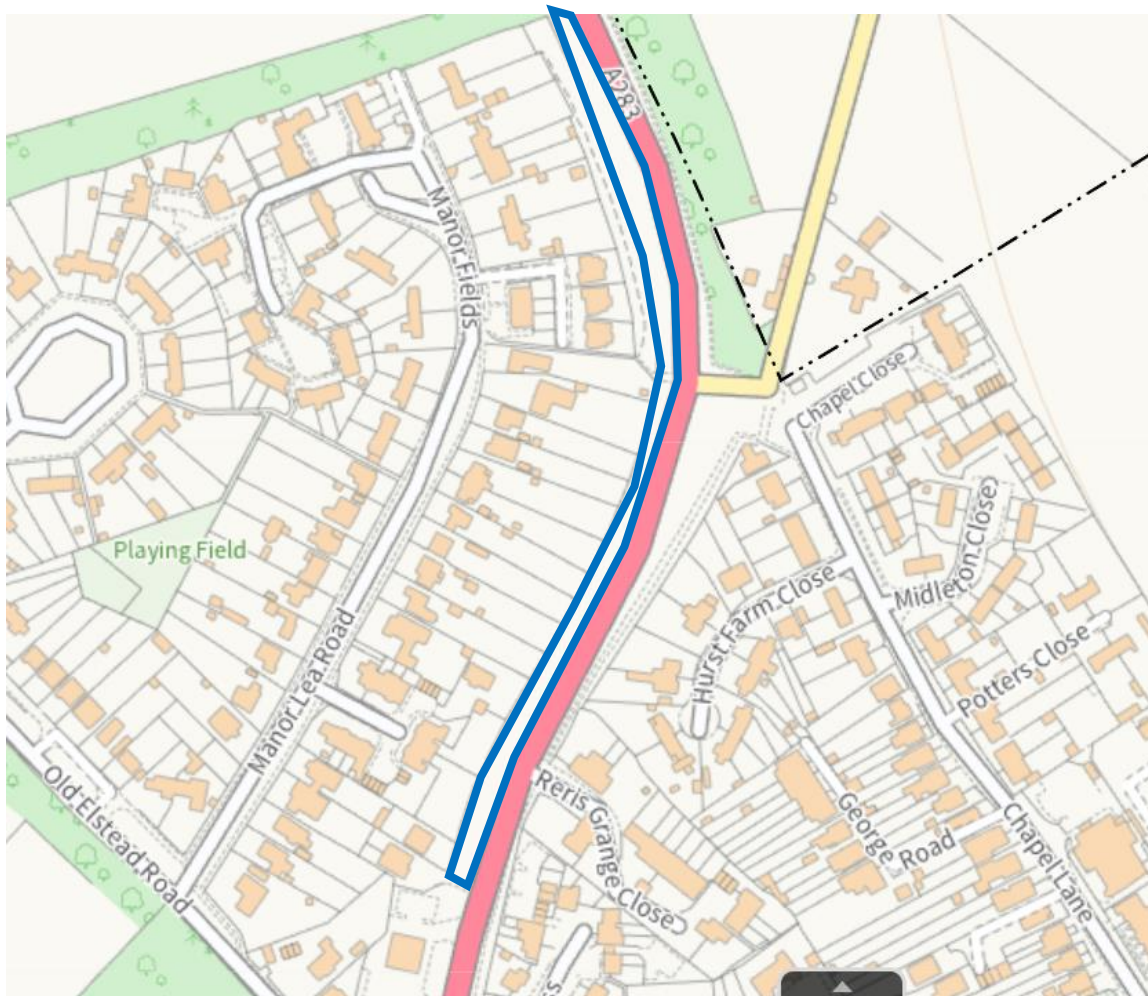 A283
Manor Fields
Chapel Close
Playing Field
Midleton Close
Hurst Farm Close
Potters Close
Manor Lea Road
Old Elstead Road
Reris Grange Close
George Road
Chapel Lane